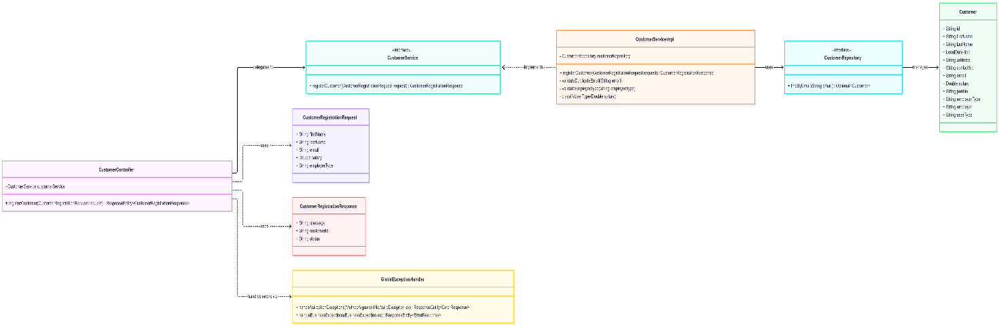 CustomerController
- CustomerService customerService
+ registerCustomer(CustomerRegistrationRequest request) : ResponseEntity<CustomerRegistrationResponse>
delegates to
uses
uses
handles errors via
«interface»
CustomerService
+ registerCustomer(CustomerRegistrationRequest request) : CustomerRegistrationResponse
CustomerRegistrationRequest
+ String firstName
+ String lastName
+ String email
+ Double salary
+ String employerType
CustomerRegistrationResponse
+ String message
+ String customerId
+ String status
GlobalExceptionHandler
+ handleValidationExceptions(MethodArgumentNotValidException ex) : ResponseEntity<ErrorResponse>
+ handleBusinessExceptions(BusinessException ex) : ResponseEntity<ErrorResponse>
implements
CustomerServiceImpl
- CustomerRepository customerRepository
+ registerCustomer(CustomerRegistrationRequest request) : CustomerRegistrationResponse
- validateDuplicateEmail(String email)
- validateEmployerType(String employerType)
- classifyUserType(Double salary)
uses
«interface»
CustomerRepository
+ findByEmail(String email) : Optional<Customer>
manages
Customer
+ String id
+ String firstName
+ String lastName
+ LocalDate dob
+ String address
+ String contactNo
+ String email
+ Double salary
+ String panNo
+ String employerType
+ String employer
+ String userType